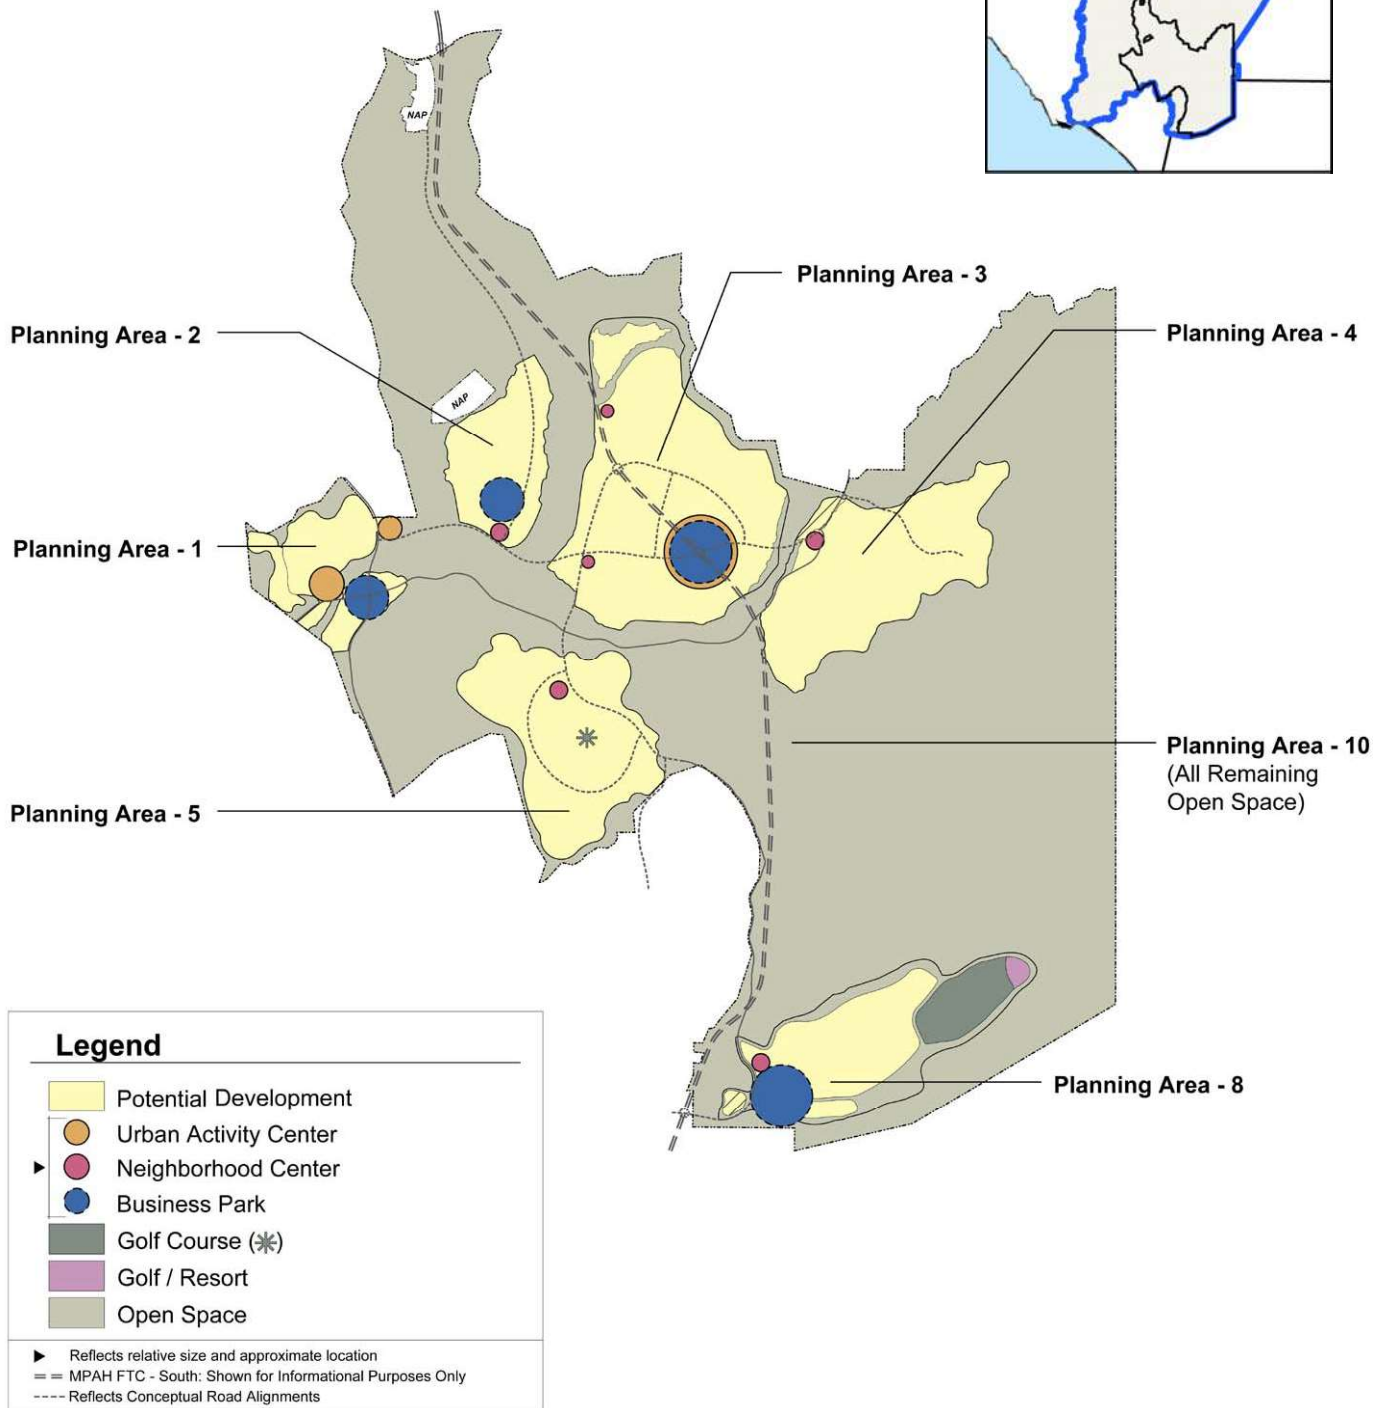 NAP
Planning Area - 3
Planning Area - 2
Planning Area - 4
NAP
Planning Area - 1
Planning Area - 10
(All Remaining
Open Space)
Planning Area - 5
Planning Area - 8
Legend
Potential Development
Urban Activity Center
Neighborhood Center
Business Park
Golf Course (✳)
Golf / Resort
Open Space
▶ Reflects relative size and approximate location
== == MPAH FTC - South: Shown for Informational Purposes Only
---- Reflects Conceptual Road Alignments